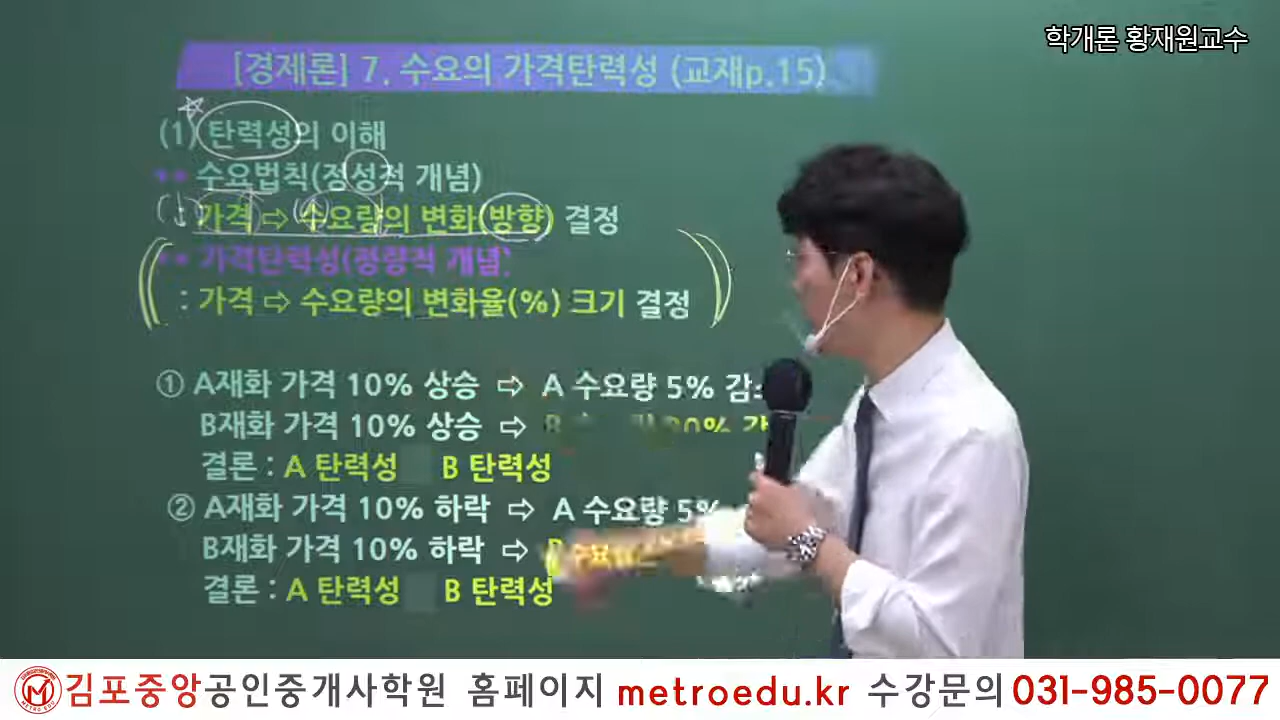 학개론 황재원교수
[경제론] 7. 수요의 가격탄력성 (교재p.15)
(1) 탄력성의 이해
수요법칙(정성적 개념)
: 가격 ⇨ 수요량의 변화(방향) 결정
가격탄력성(정량적 개념)
: 가격 ⇨ 수요량의 변화율(%) 크기 결정
① A재화 가격 10% 상승 ⇨ A 수요량 5%
B재화 가격 10% 상승 ⇨
결론 : A 탄력성 B 탄력성
② A재화 가격 10% 하락 ⇨ A 수요량 5%
B재화 가격 10% 하락 ⇨
결론 : A 탄력성 B 탄력성
METRO EDU 김포중앙공인중개사학원 홈페이지 metroedu.kr 수강문의 031-985-0077